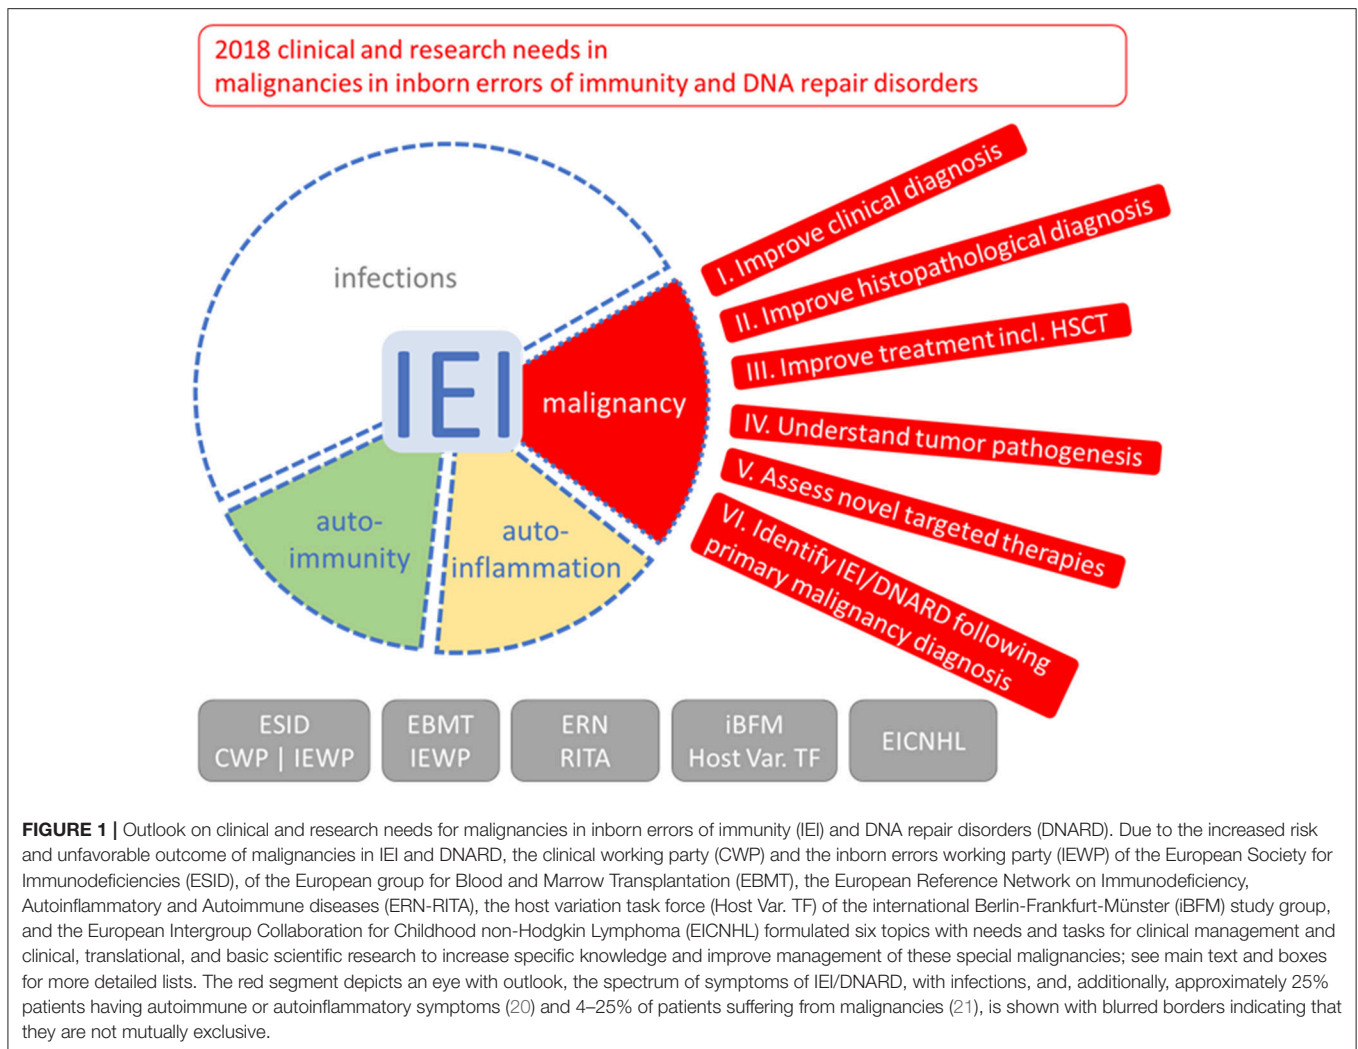 2018 clinical and research needs in
malignancies in inborn errors of immunity and DNA repair disorders
infections
IEI
malignancy
auto-
immunity
auto-
inflammation
I. Improve clinical diagnosis
II. Improve histopathological diagnosis
III. Improve treatment incl. HSCT
IV. Understand tumor pathogenesis
V. Assess novel targeted therapies
VI. Identify IEI/DNARD following
primary malignancy diagnosis
ESID
CWP | IEWP
EBMT
IEWP
ERN
RITA
iBFM
Host Var. TF
EICNHL
FIGURE 1 | Outlook on clinical and research needs for malignancies in inborn errors of immunity (IEI) and DNA repair disorders (DNARD). Due to the increased risk
and unfavorable outcome of malignancies in IEI and DNARD, the clinical working party (CWP) and the inborn errors working party (IEWP) of the European Society for
Immunodeficiencies (ESID), of the European group for Blood and Marrow Transplantation (EBMT), the European Reference Network on Immunodeficiency,
Autoinflammatory and Autoimmune diseases (ERN-RITA), the host variation task force (Host Var. TF) of the international Berlin-Frankfurt-Münster (iBFM) study group,
and the European Intergroup Collaboration for Childhood non-Hodgkin Lymphoma (EICNHL) formulated six topics with needs and tasks for clinical management and
clinical, translational, and basic scientific research to increase specific knowledge and improve management of these special malignancies; see main text and boxes
for more detailed lists. The red segment depicts an eye with outlook, the spectrum of symptoms of IEI/DNARD, with infections, and, additionally, approximately 25%
patients having autoimmune or autoinflammatory symptoms (20) and 4–25% of patients suffering from malignancies (21), is shown with blurred borders indicating that
they are not mutually exclusive.